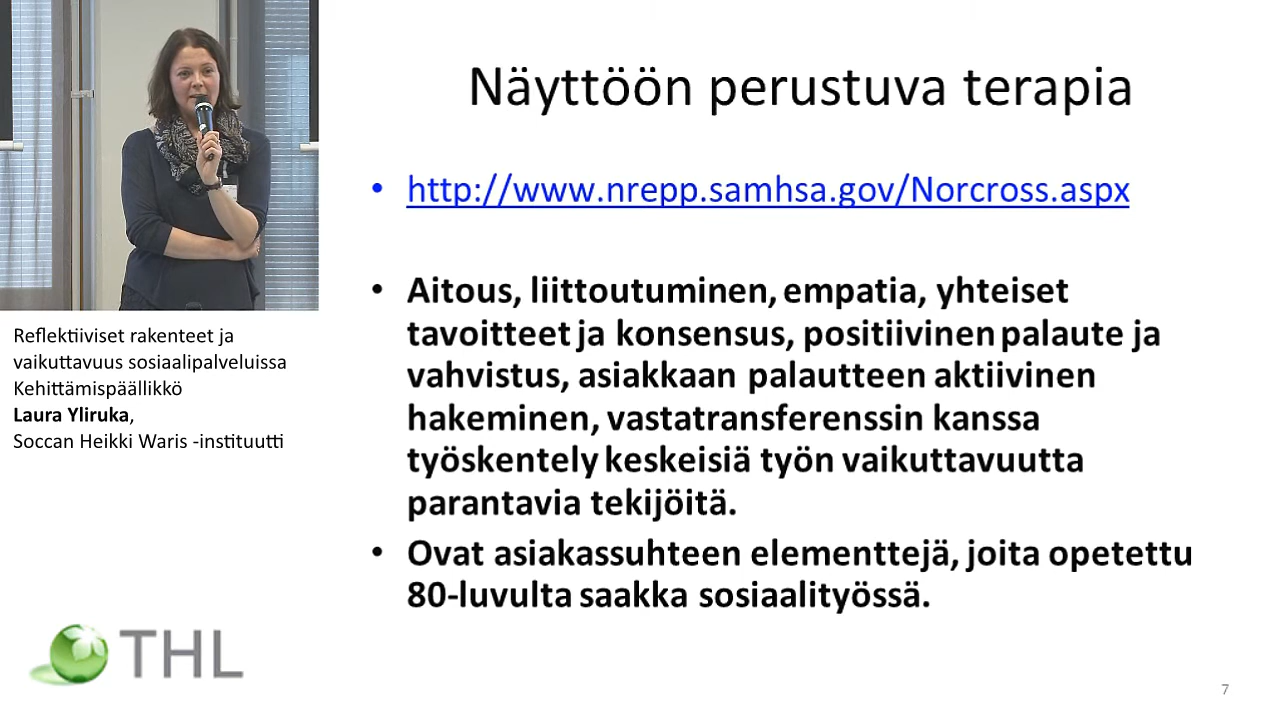 Näyttöön perustuva terapia
• http://www.nrepp.samhsa.gov/Norcross.aspx
• Aitous, liittoutuminen, empatia, yhteiset
tavoitteet ja konsensus, positiivinen palaute ja
vahvistus, asiakkaan palautteen aktiivinen
hakeminen, vastatransferenssin kanssa
työskentely keskeisiä työn vaikuttavuutta
parantavia tekijöitä.
• Ovat asiakassuhteen elementtejä, joita opetettu
80-luvulta saakka sosiaalityössä.
Reflektiiviset rakenteet ja
vaikuttavuus sosiaalipalveluissa
Kehittämispäällikkö
Laura Yliruka,
Soccan Heikki Waris -instituutti
THL
7